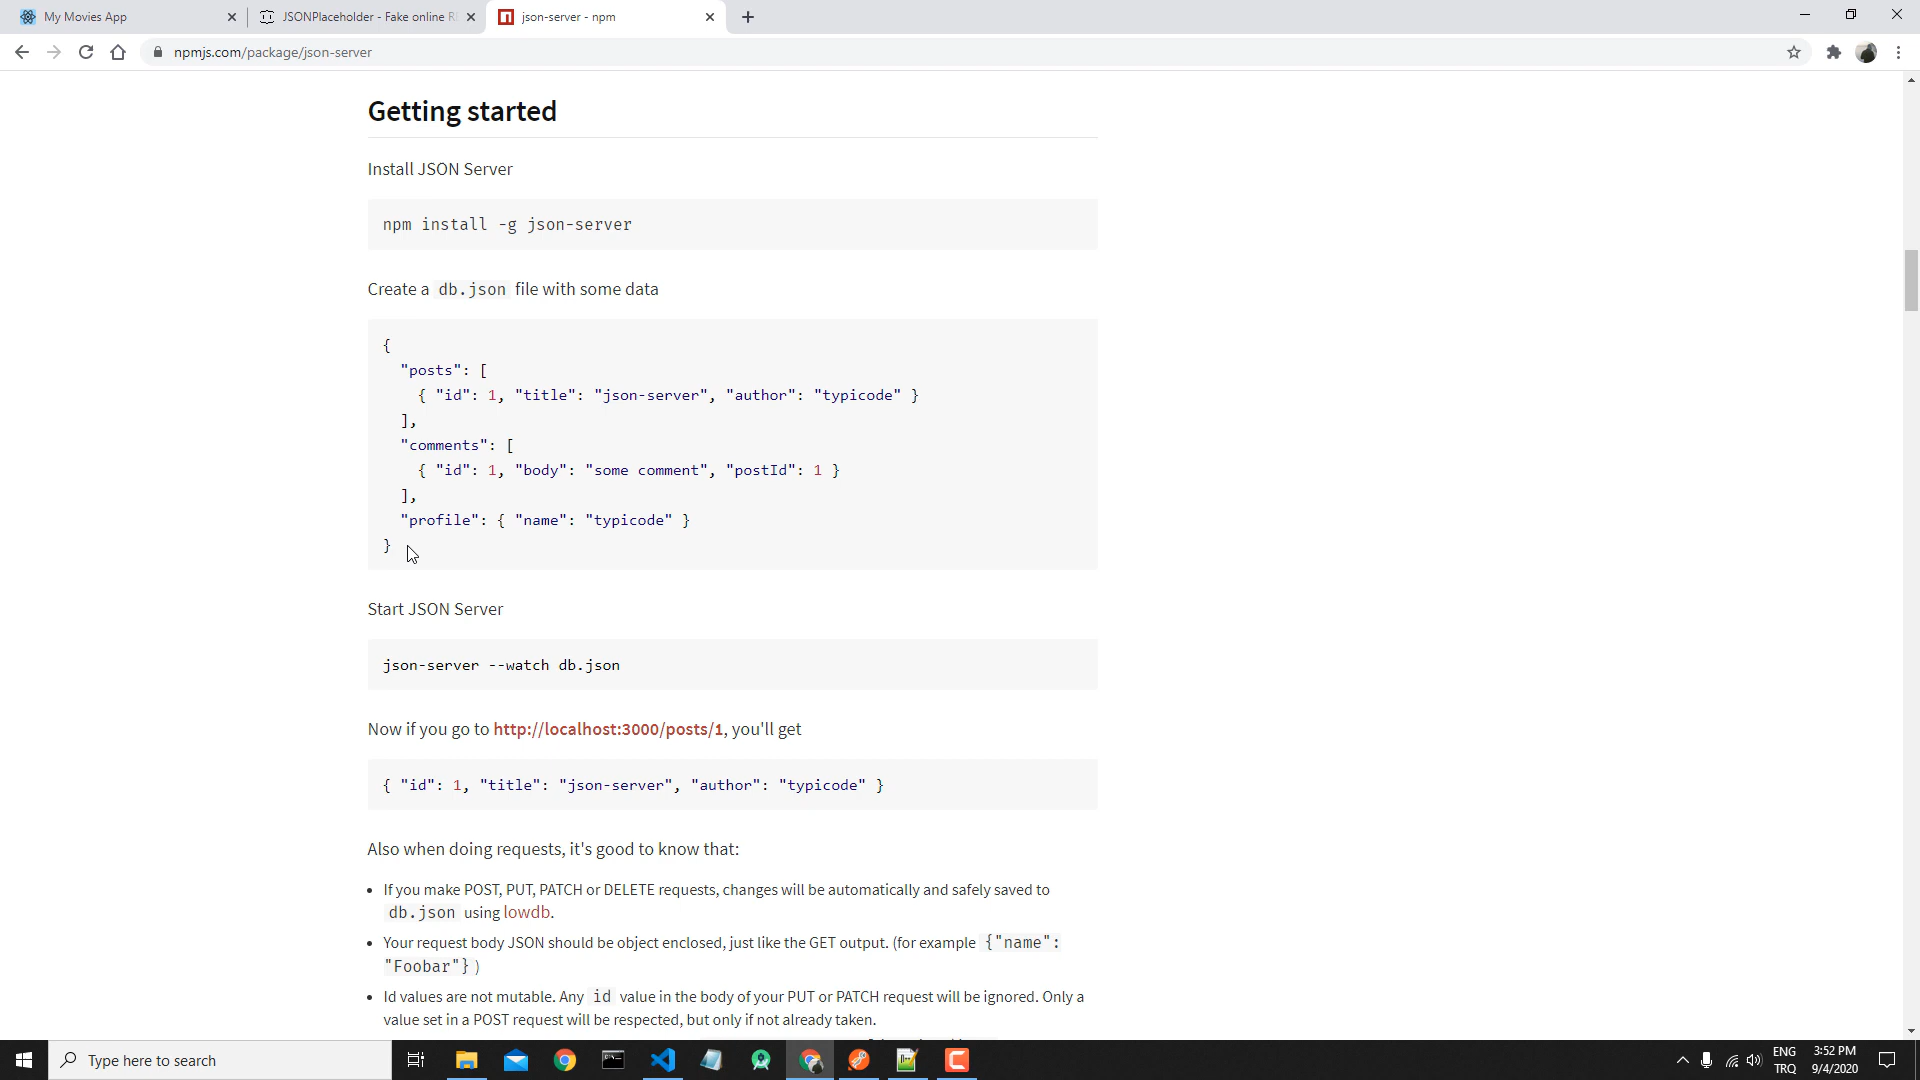 My Movies App
JSONPlaceholder - Fake online R
json-server - npm
npmjs.com/package/json-server
Getting started
Install JSON Server
npm install -g json-server
Create a db.json file with some data
{
"posts": [
{ "id": 1, "title": "json-server", "author": "typicode" }
],
"comments": [
{ "id": 1, "body": "some comment", "postId": 1 }
],
"profile": { "name": "typicode" }
}
Start JSON Server
json-server --watch db.json
Now if you go to http://localhost:3000/posts/1, you'll get
{ "id": 1, "title": "json-server", "author": "typicode" }
Also when doing requests, it's good to know that:
• If you make POST, PUT, PATCH or DELETE requests, changes will be automatically and safely saved to
db.json using lowdb.
• Your request body JSON should be object enclosed, just like the GET output. (for example {"name":
"Foobar"} )
• Id values are not mutable. Any id value in the body of your PUT or PATCH request will be ignored. Only a
value set in a POST request will be respected, but only if not already taken.
Type here to search
ENG
TRQ
3:52 PM
9/4/2020